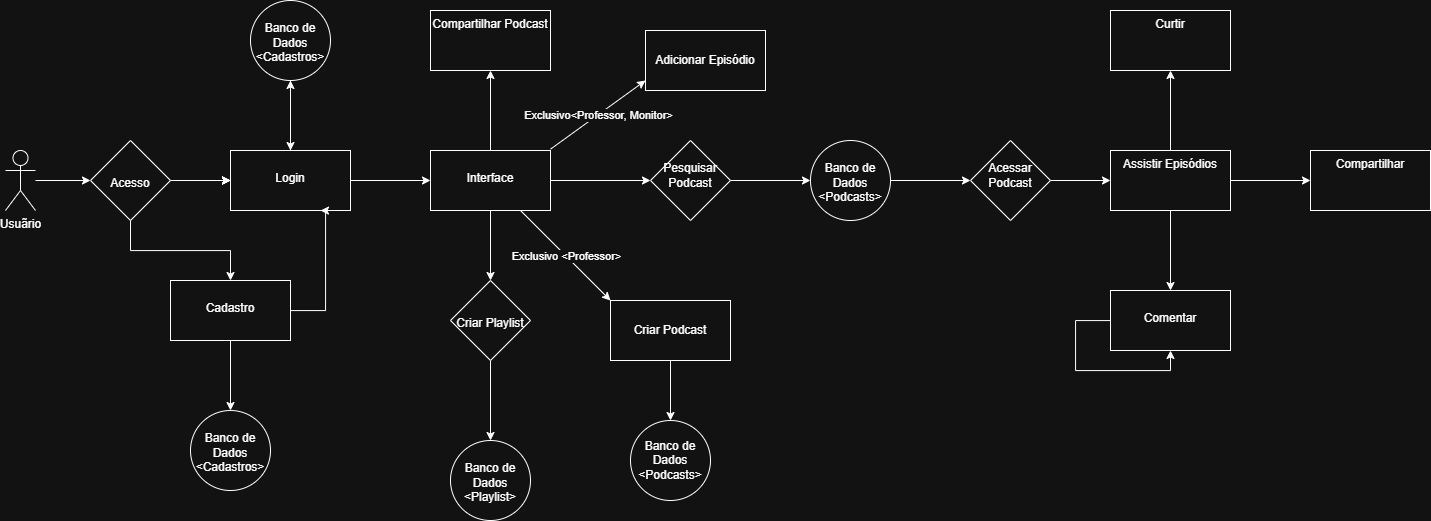 Banco de
Dados
<Cadastros>
Compartilhar Podcast
Adicionar Episódio
Curtir
Exclusivo<Professor, Monitor>
Usuãrio
Acesso
Login
Interface
Pesquisar
Podcast
Banco de
Dados
<Podcasts>
Acessar
Podcast
Assistir Episódios
Compartilhar
Exclusivo <Professor>
Cadastro
Criar Playlist
Criar Podcast
Comentar
Banco de
Dados
<Cadastros>
Banco de
Dados
<Playlist>
Banco de
Dados
<Podcasts>